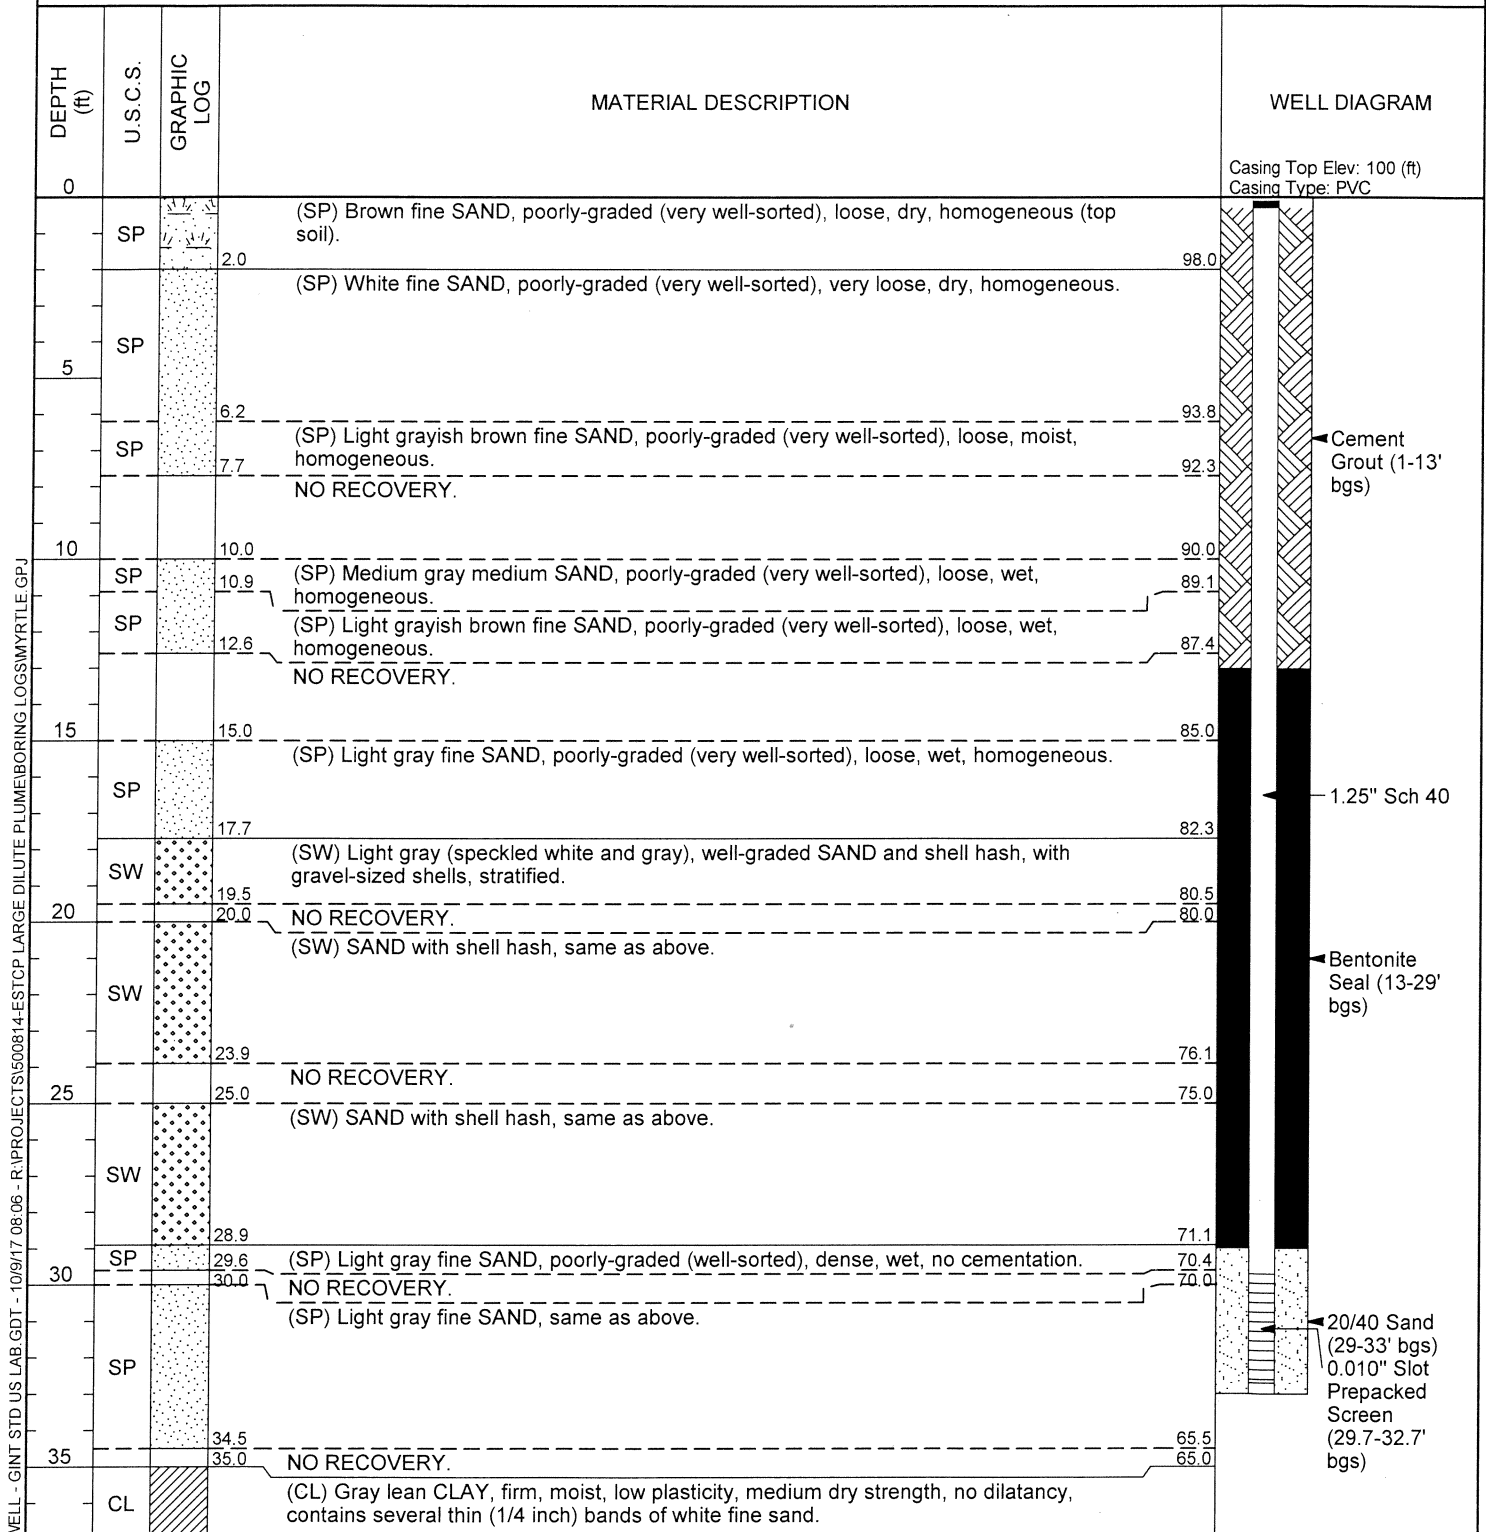 DEPTH
(ft)
U.S.C.S.
GRAPHIC
LOG
MATERIAL DESCRIPTION
WELL DIAGRAM
Casing Top Elev: 100 (ft)
Casing Type: PVC
0
SP
(SP) Brown fine SAND, poorly-graded (very well-sorted), loose, dry, homogeneous (top
soil).
2.0
98.0
(SP) White fine SAND, poorly-graded (very well-sorted), very loose, dry, homogeneous.
SP
5
6.2
93.8
SP
(SP) Light grayish brown fine SAND, poorly-graded (very well-sorted), loose, moist,
homogeneous.
7.7
92.3
Cement
Grout (1-13'
bgs)
NO RECOVERY.
10
10.0
90.0
SP
(SP) Medium gray medium SAND, poorly-graded (very well-sorted), loose, wet,
homogeneous.
10.9
89.1
SP
(SP) Light grayish brown fine SAND, poorly-graded (very well-sorted), loose, wet,
homogeneous.
12.6
87.4
NO RECOVERY.
15
15.0
85.0
(SP) Light gray fine SAND, poorly-graded (very well-sorted), loose, wet, homogeneous.
SP
1.25" Sch 40
17.7
82.3
SW
(SW) Light gray (speckled white and gray), well-graded SAND and shell hash, with
gravel-sized shells, stratified.
19.5
80.5
NO RECOVERY.
20
20.0
80.0
(SW) SAND with shell hash, same as above.
SW
Bentonite
Seal (13-29'
bgs)
23.9
76.1
NO RECOVERY.
25
25.0
75.0
(SW) SAND with shell hash, same as above.
SW
28.9
71.1
SP
(SP) Light gray fine SAND, poorly-graded (well-sorted), dense, wet, no cementation.
29.6
70.4
NO RECOVERY.
30
30.0
70.0
(SP) Light gray fine SAND, same as above.
SP
20/40 Sand
(29-33' bgs)
0.010" Slot
Prepacked
Screen
(29.7-32.7'
bgs)
34.5
65.5
NO RECOVERY.
35
35.0
65.0
CL
(CL) Gray lean CLAY, firm, moist, low plasticity, medium dry strength, no dilatancy,
contains several thin (1/4 inch) bands of white fine sand.
WELL - GINT STD US LAB.GDT - 10/9/17 08:06 - R:\PROJECTS\500814-ESTCP LARGE DILUTE PLUME\BORING LOGS\MYRTLE.GPJ